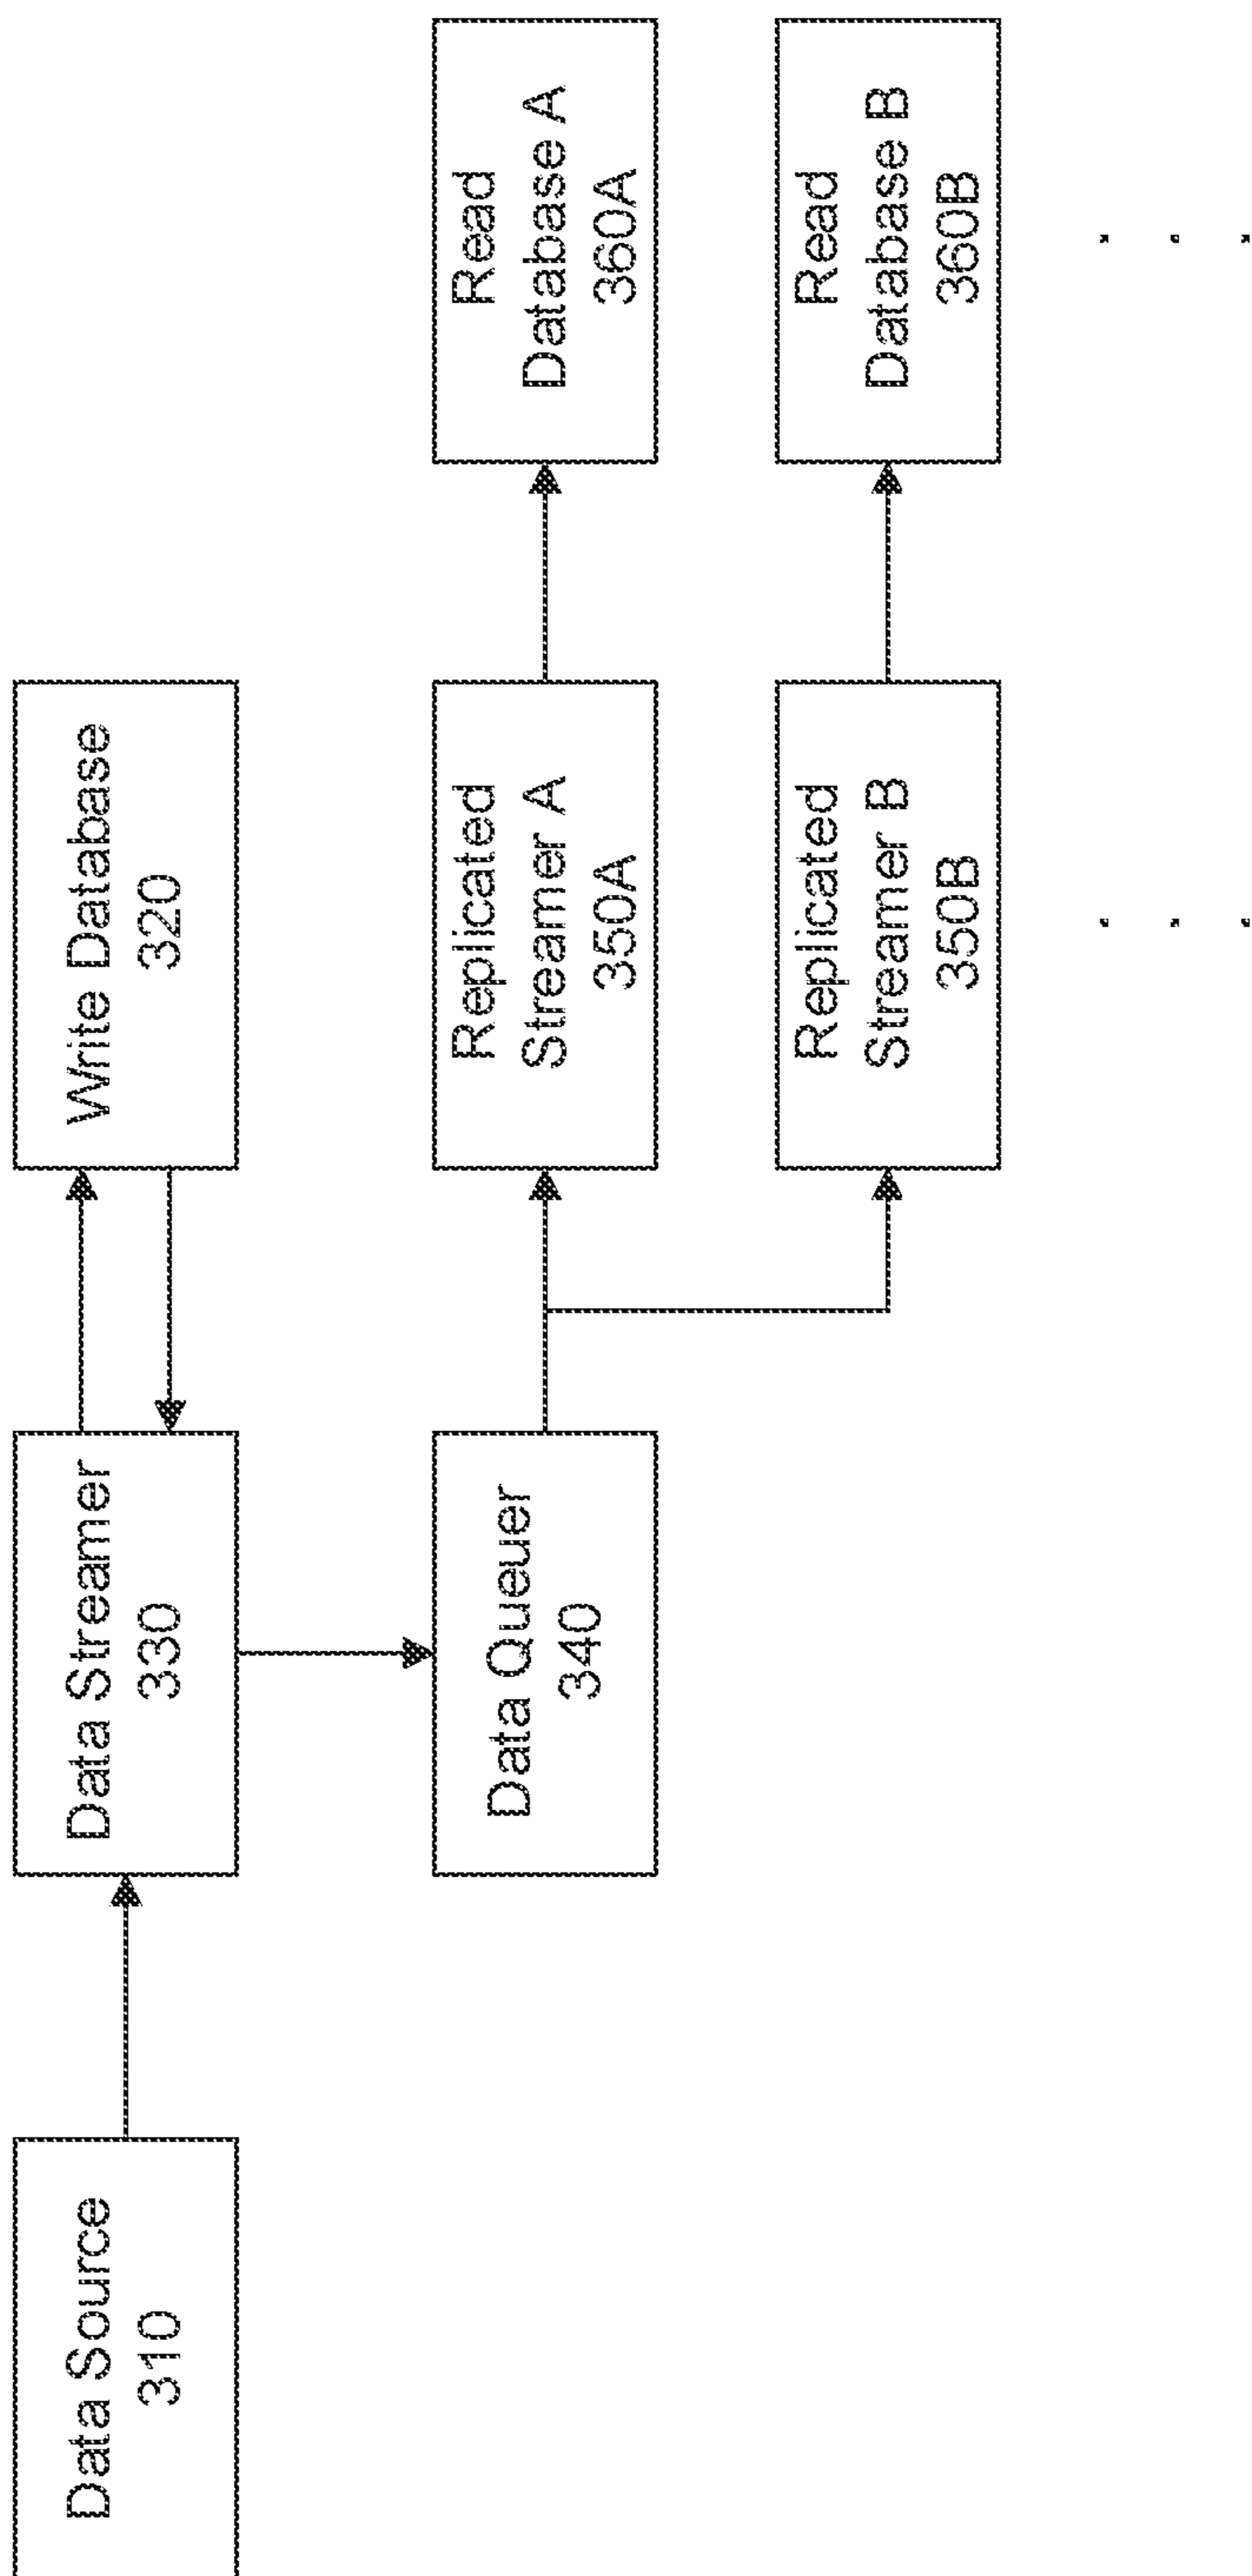 Data Source
310
Data Streamer
330
Write Database
320
Data Queuer
340
Replicated
Streamer A
350A
Read
Database A
360A
Replicated
Streamer B
350B
Read
Database B
360B